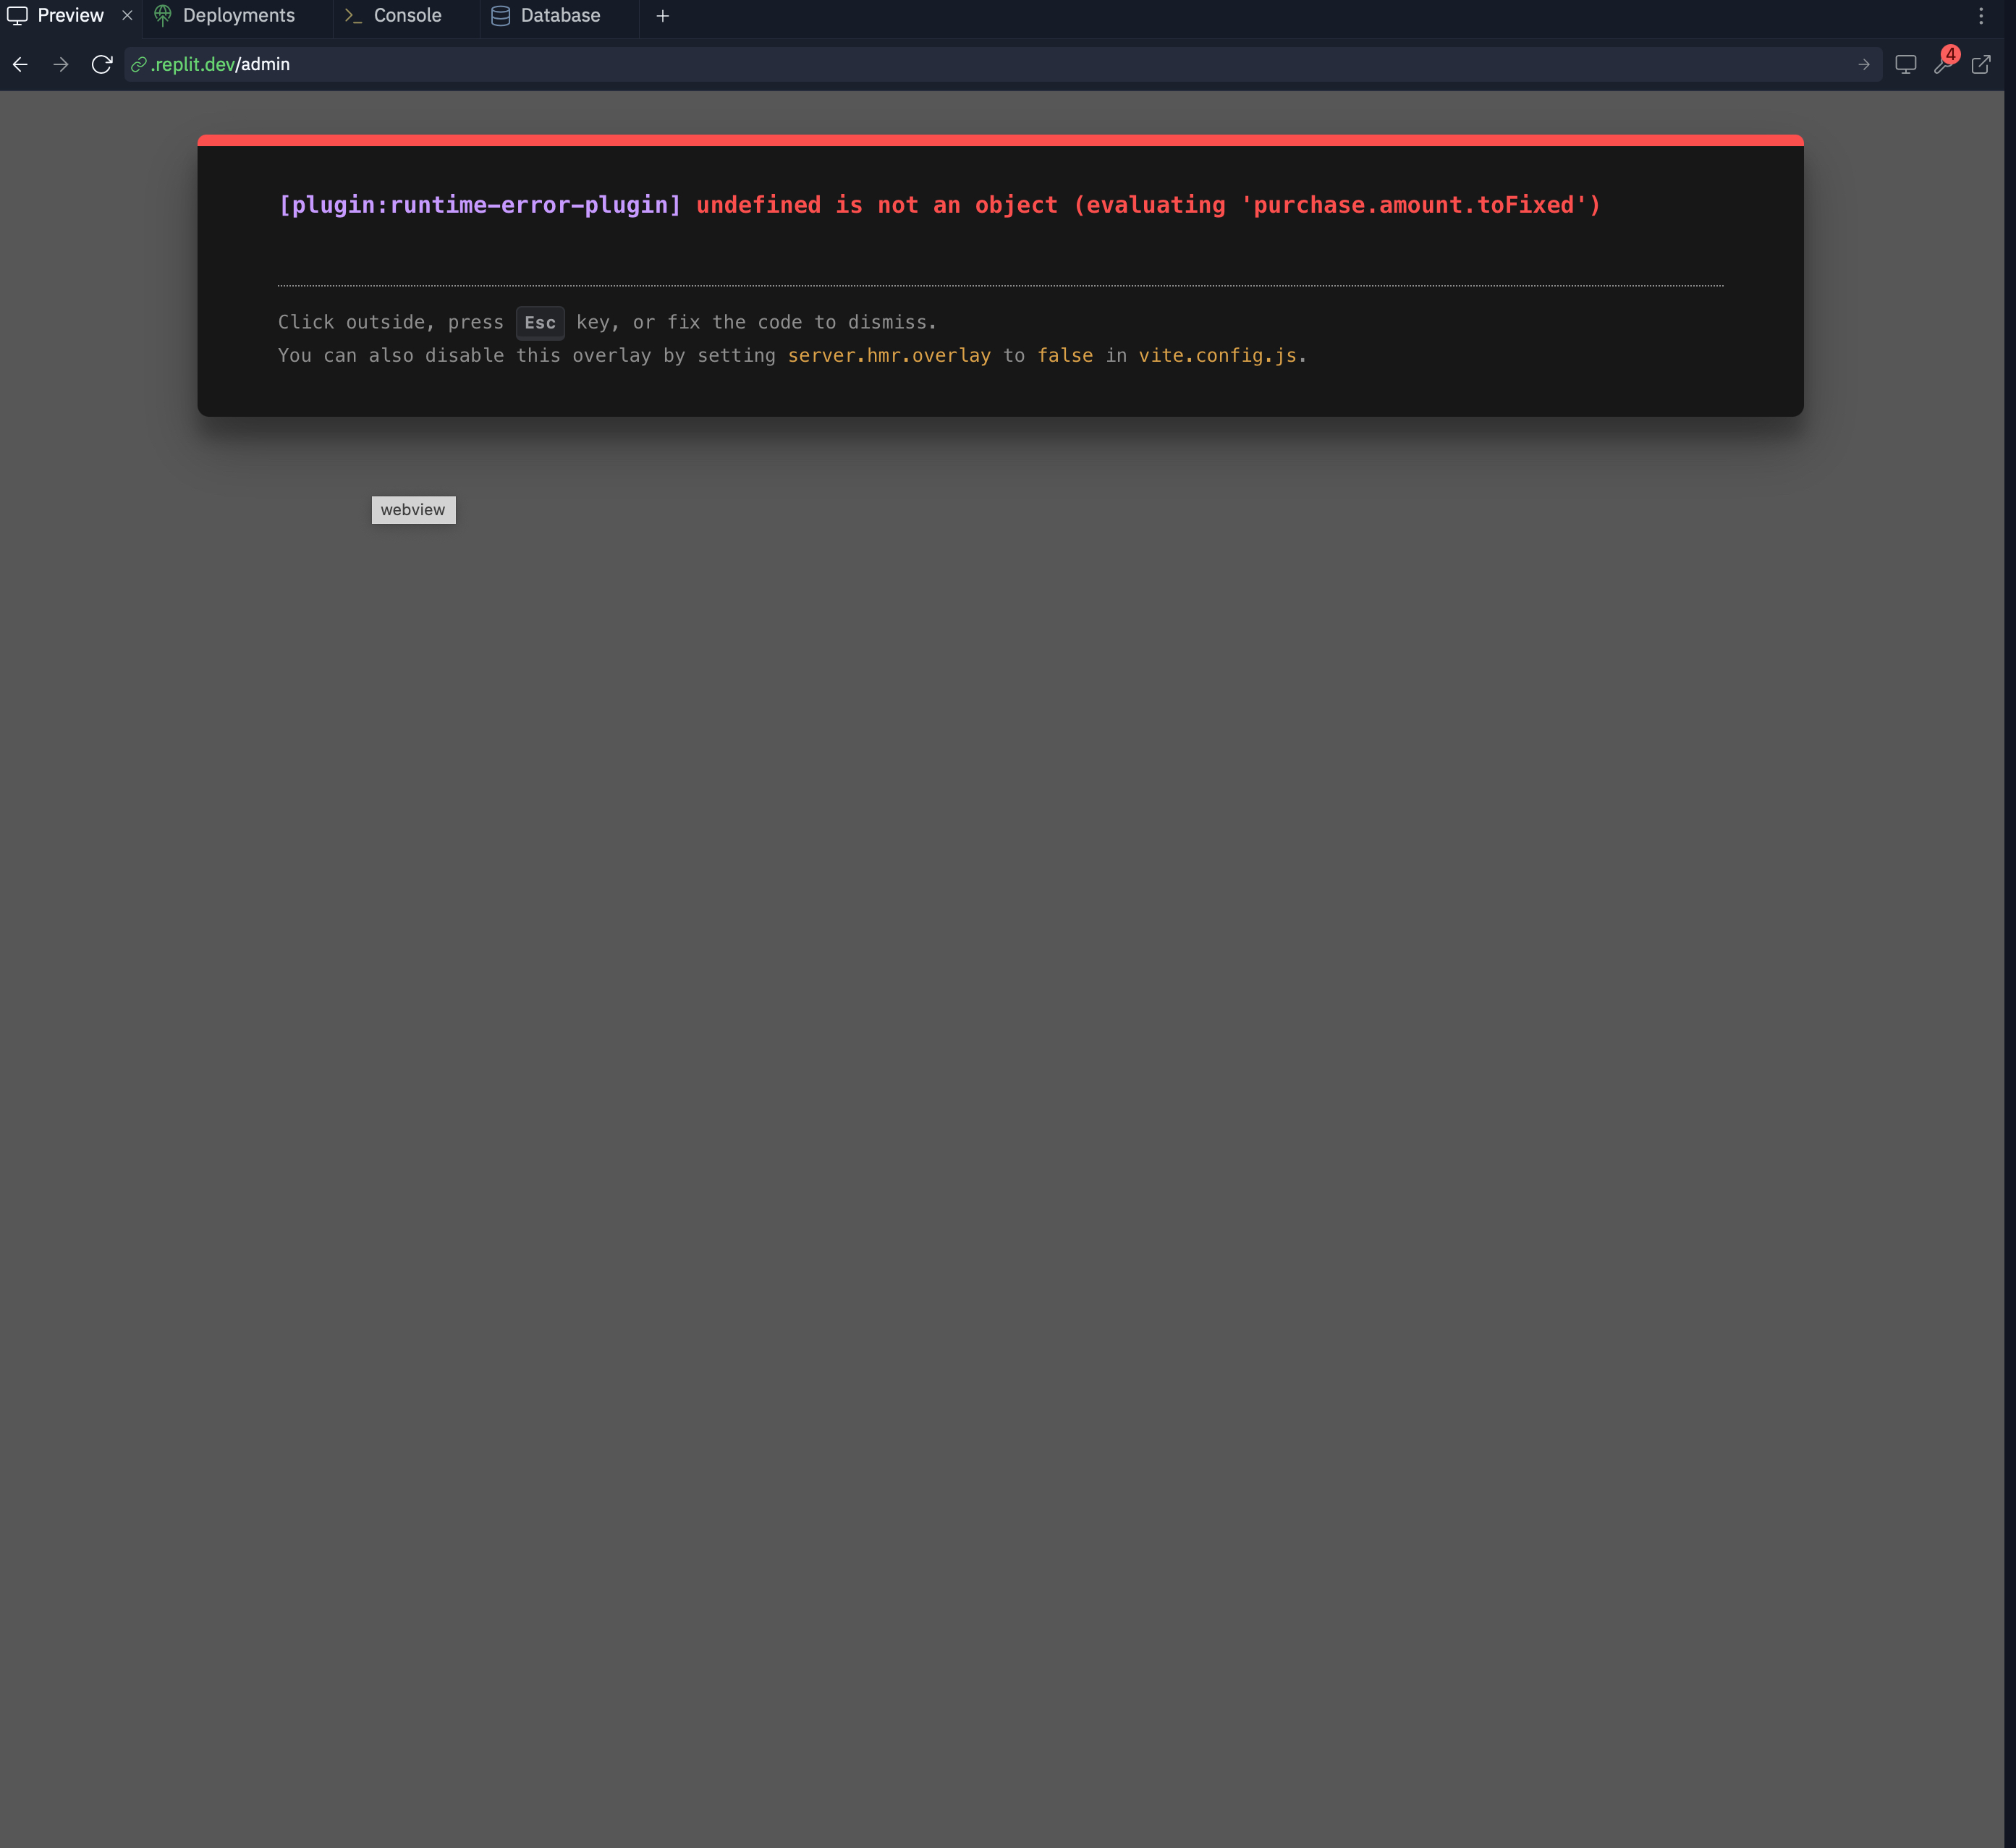 Preview
Deployments
Console
Database
.replit.dev/admin
4
[plugin:runtime-error-plugin] undefined is not an object (evaluating 'purchase.amount.toFixed')
Click outside, press Esc key, or fix the code to dismiss.
You can also disable this overlay by setting server.hmr.overlay to false in vite.config.js.
webview